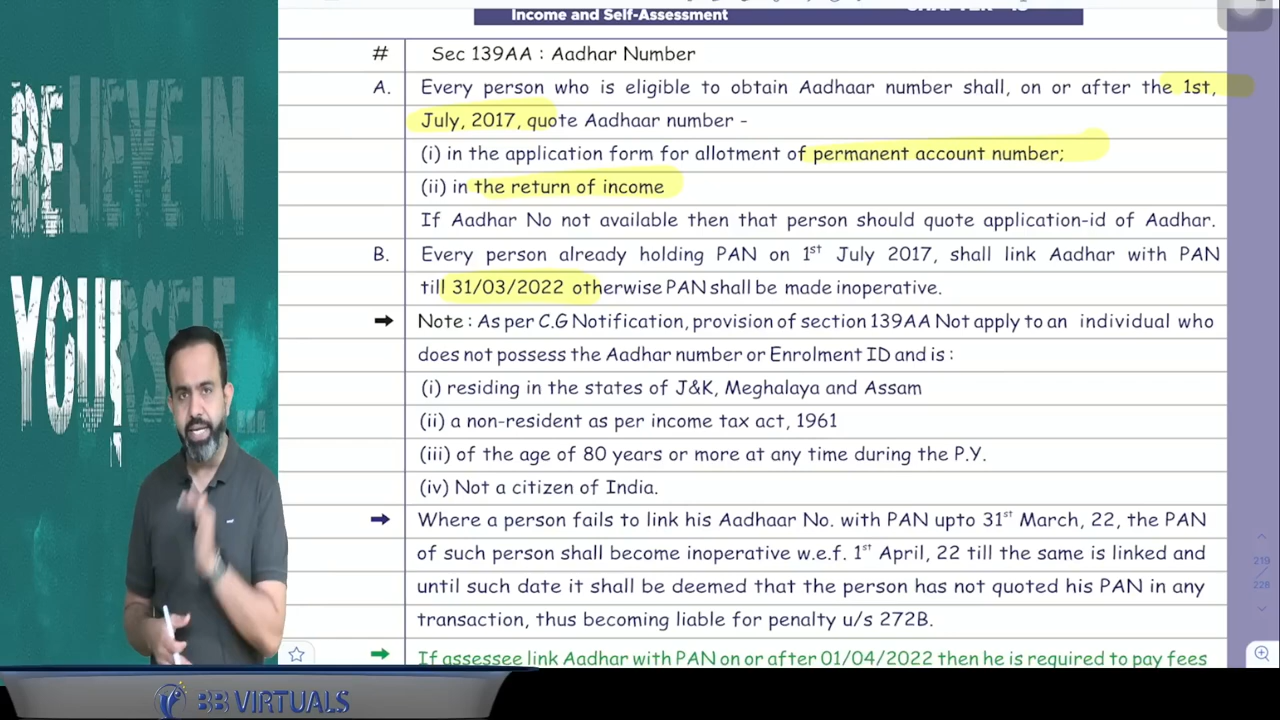 Income and Self-Assessment
BELIEVE IN
YOURSELF...
# Sec 139AA : Aadhar Number
A. Every person who is eligible to obtain Aadhaar number shall, on or after the 1st,
July, 2017, quote Aadhaar number -
(i) in the application form for allotment of permanent account number;
(ii) in the return of income
If Aadhar No not available then that person should quote application-id of Aadhar.
B. Every person already holding PAN on 1st July 2017, shall link Aadhar with PAN
till 31/03/2022 otherwise PAN shall be made inoperative.
➔ Note : As per C.G Notification, provision of section 139AA Not apply to an individual who
does not possess the Aadhar number or Enrolment ID and is :
(i) residing in the states of J&K, Meghalaya and Assam
(ii) a non-resident as per income tax act, 1961
(iii) of the age of 80 years or more at any time during the P.Y.
(iv) Not a citizen of India.
➔ Where a person fails to link his Aadhaar No. with PAN upto 31st March, 22, the PAN
of such person shall become inoperative w.e.f. 1st April, 22 till the same is linked and
until such date it shall be deemed that the person has not quoted his PAN in any
transaction, thus becoming liable for penalty u/s 272B.
➔ If assessee link Aadhar with PAN on or after 01/04/2022 then he is required to pay fees
219
226
BB VIRTUALS